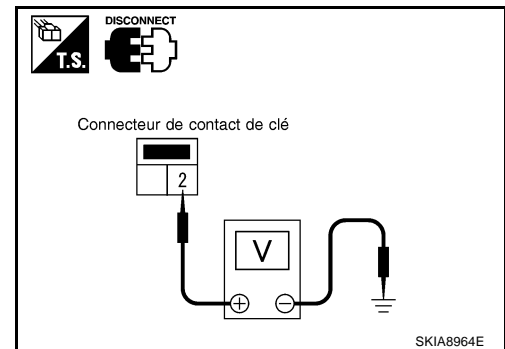 DISCONNECT
T.S.
Connecteur de contact de clé
2
V
+ −
SKIA8964E